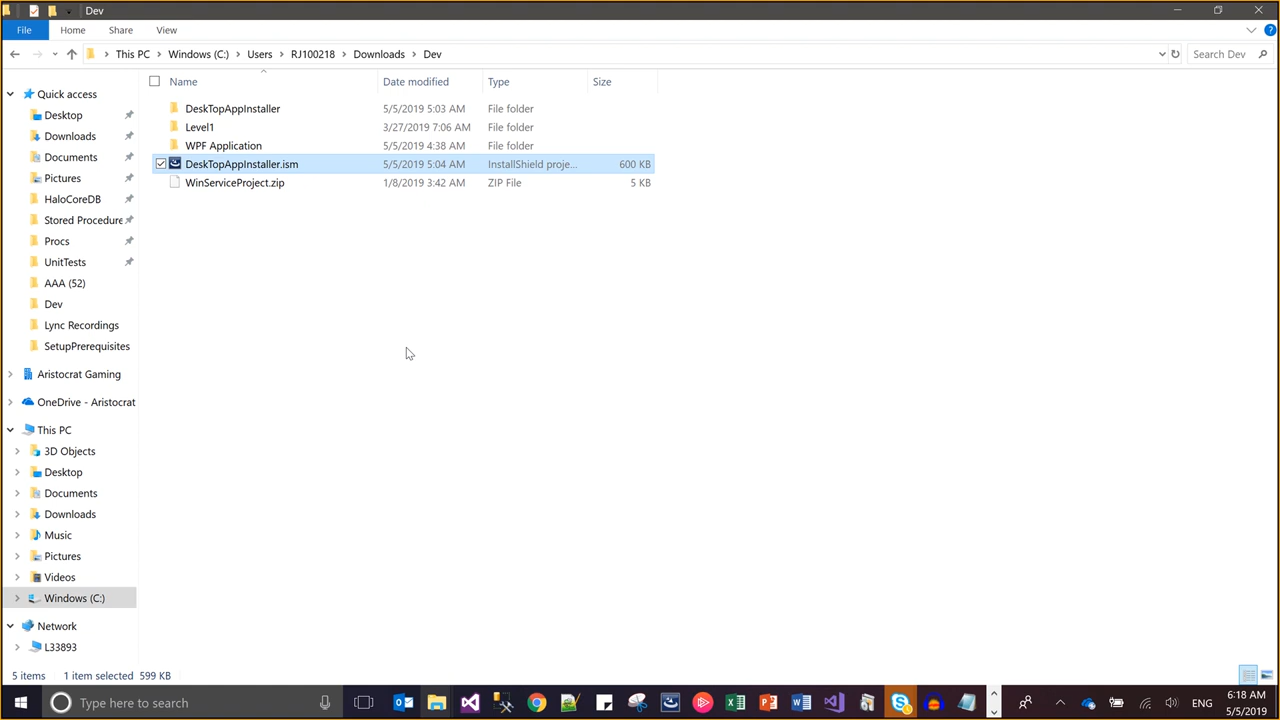 Dev
File Home Share View
This PC Windows (C:) Users RJ100218 Downloads Dev Search Dev
Name Date modified Type Size
DeskTopAppInstaller 5/5/2019 5:03 AM File folder
Level1 3/27/2019 7:06 AM File folder
WPF Application 5/5/2019 4:38 AM File folder
DeskTopAppInstaller.ism 5/5/2019 5:04 AM InstallShield proje... 600 KB
WinServiceProject.zip 1/8/2019 3:42 AM ZIP File 5 KB
Quick access
Desktop
Downloads
Documents
Pictures
HaloCoreDB
Stored Procedure
Procs
UnitTests
AAA (52)
Dev
Lync Recordings
SetupPrerequisites
Aristocrat Gaming
OneDrive - Aristocrat
This PC
3D Objects
Desktop
Documents
Downloads
Music
Pictures
Videos
Windows (C:)
Network
L33893
5 items 1 item selected 599 KB
Type here to search
ENG
6:18 AM
5/5/2019